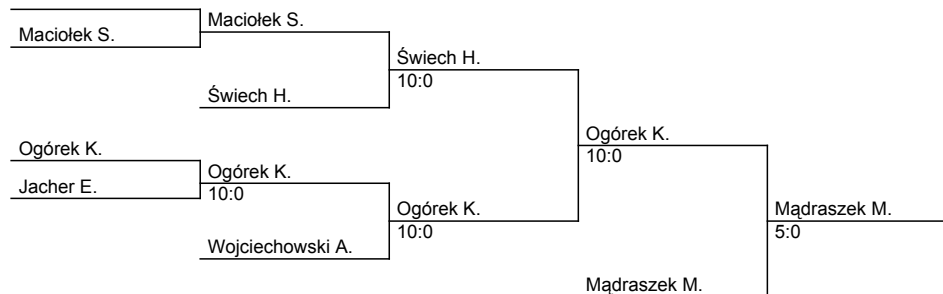 Maciołek S.
Maciołek S.
Świech H.
10:0
Świech H.
Ogórek K.
Ogórek K.
10:0
Jacher E.
Ogórek K.
10:0
Ogórek K.
10:0
Wojciechowski A.
Mądraszek M.
5:0
Mądraszek M.